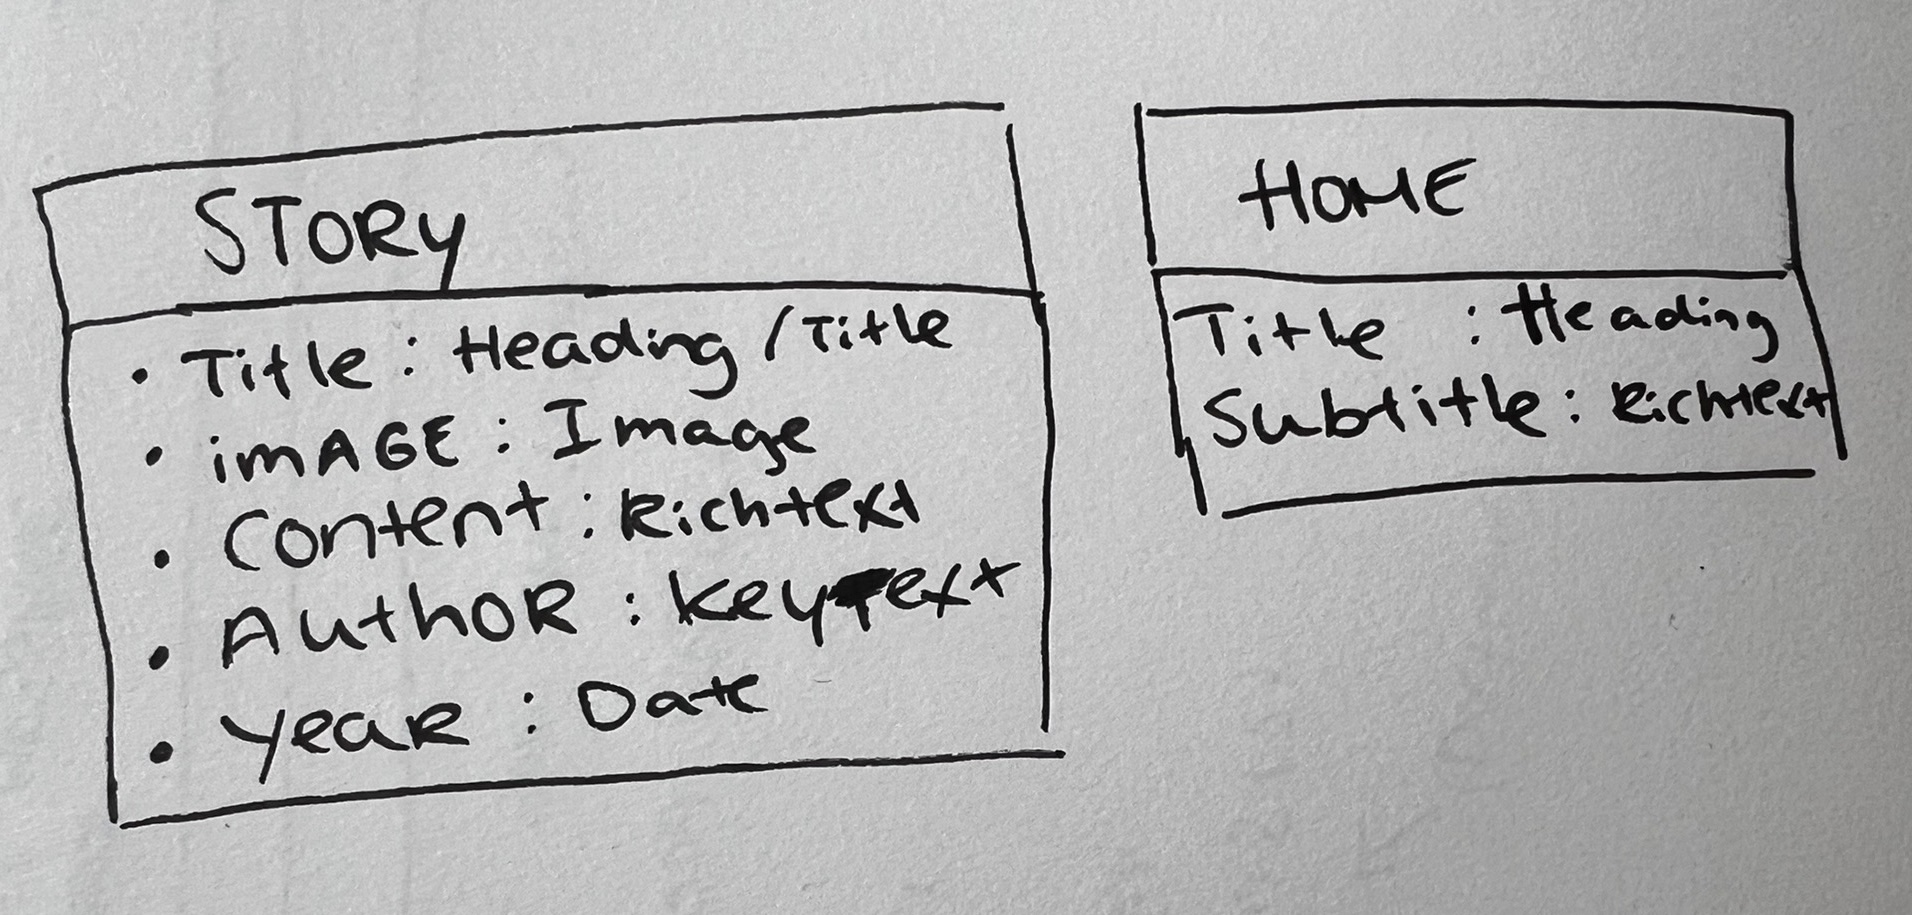 STORY
• Title : Heading / Title
• imAGE : Image
• Content : Richtext
• AuthOR : KeyText
• YeaR : Date
HOME
Title : Heading
Subtitle : Richtext